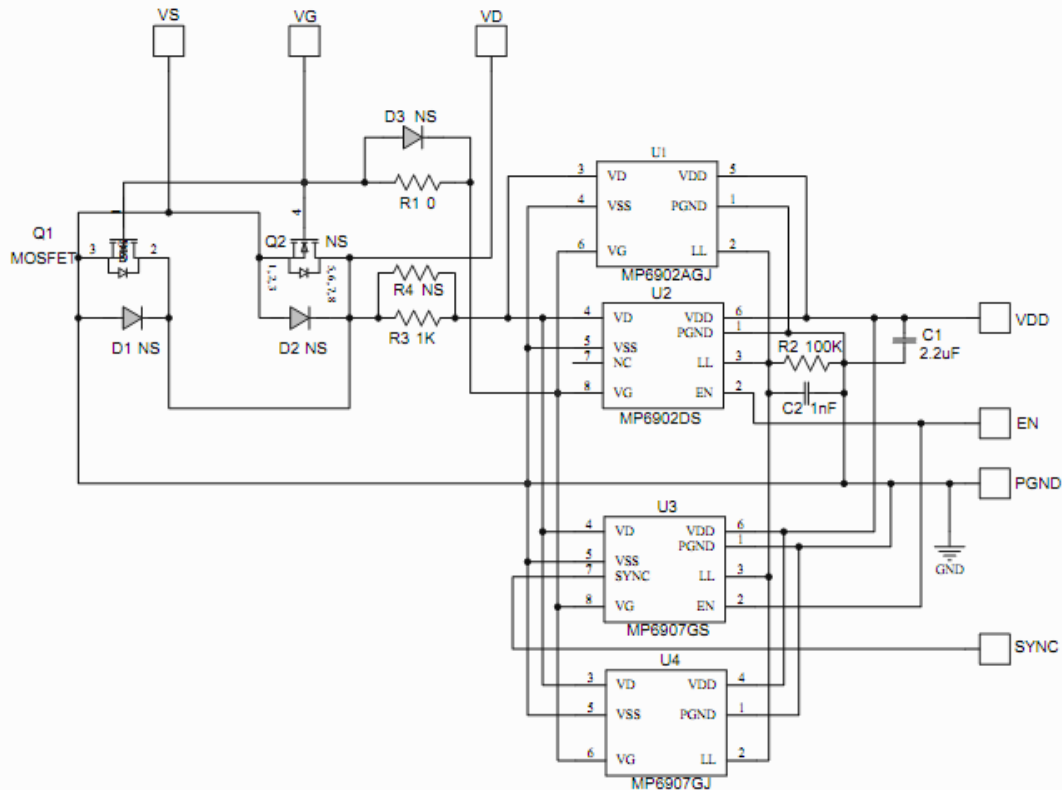 VS
VG
VD
D3 NS
R1 0
1
4
Q1
MOSFET
3
2
Q2
NS
1,2,3
5,6,7,8
D1 NS
D2 NS
R4 NS
R3 1K
U1
3 VD VDD 5
4 VSS PGND 1
6 VG LL 2
MP6902AGJ
U2
4 VD VDD 6
PGND 1
5 VSS
7 NC LL 3
8 VG EN 2
MP6902DS
R2 100K
C2 1nF
C1
2.2uF
VDD
EN
PGND
GND
U3
4 VD VDD 6
PGND 1
5 VSS
7 SYNC LL 3
8 VG EN 2
MP6907GS
SYNC
U4
3 VD VDD 4
5 VSS PGND 1
6 VG LL 2
MP6907GJ